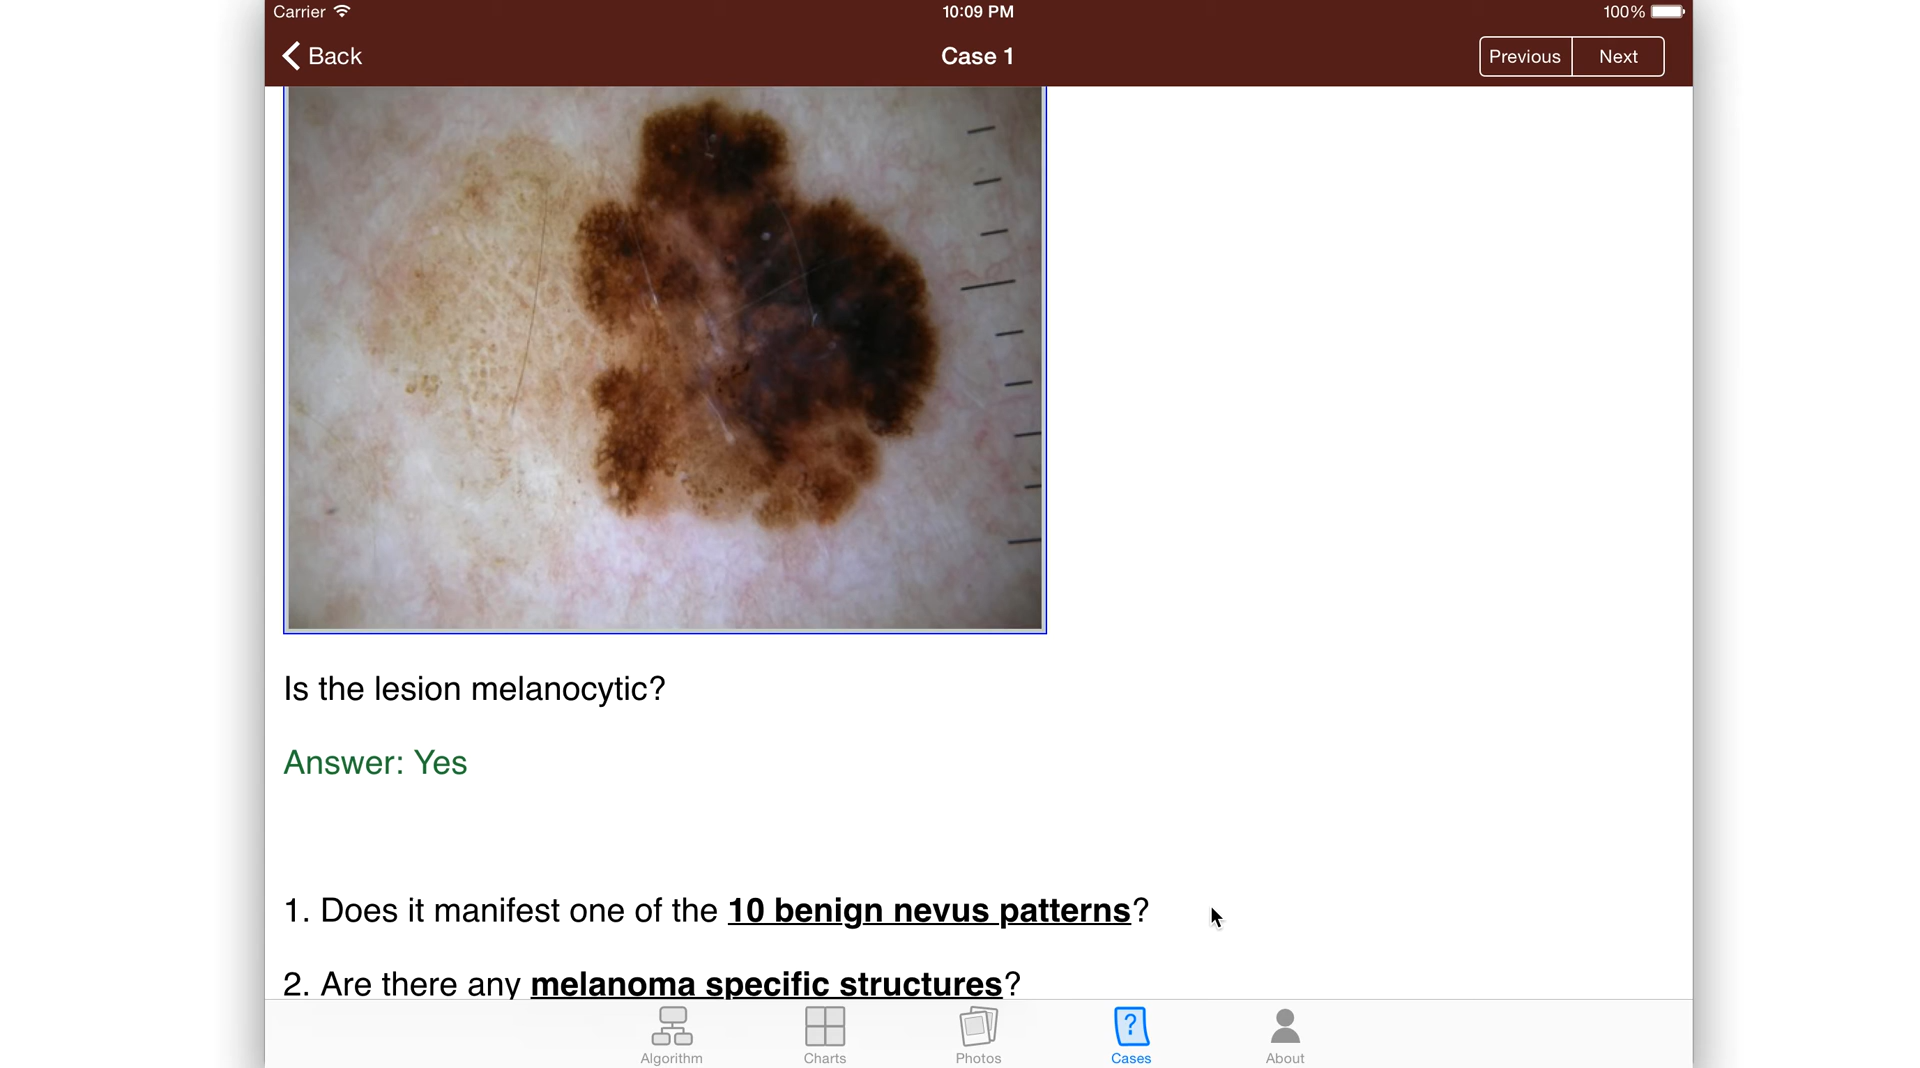 Carrier 10:09 PM 100%
Back Case 1 Previous Next
Is the lesion melanocytic?
Answer: Yes
1. Does it manifest one of the 10 benign nevus patterns?
2. Are there any melanoma specific structures?
Algorithm Charts Photos Cases About